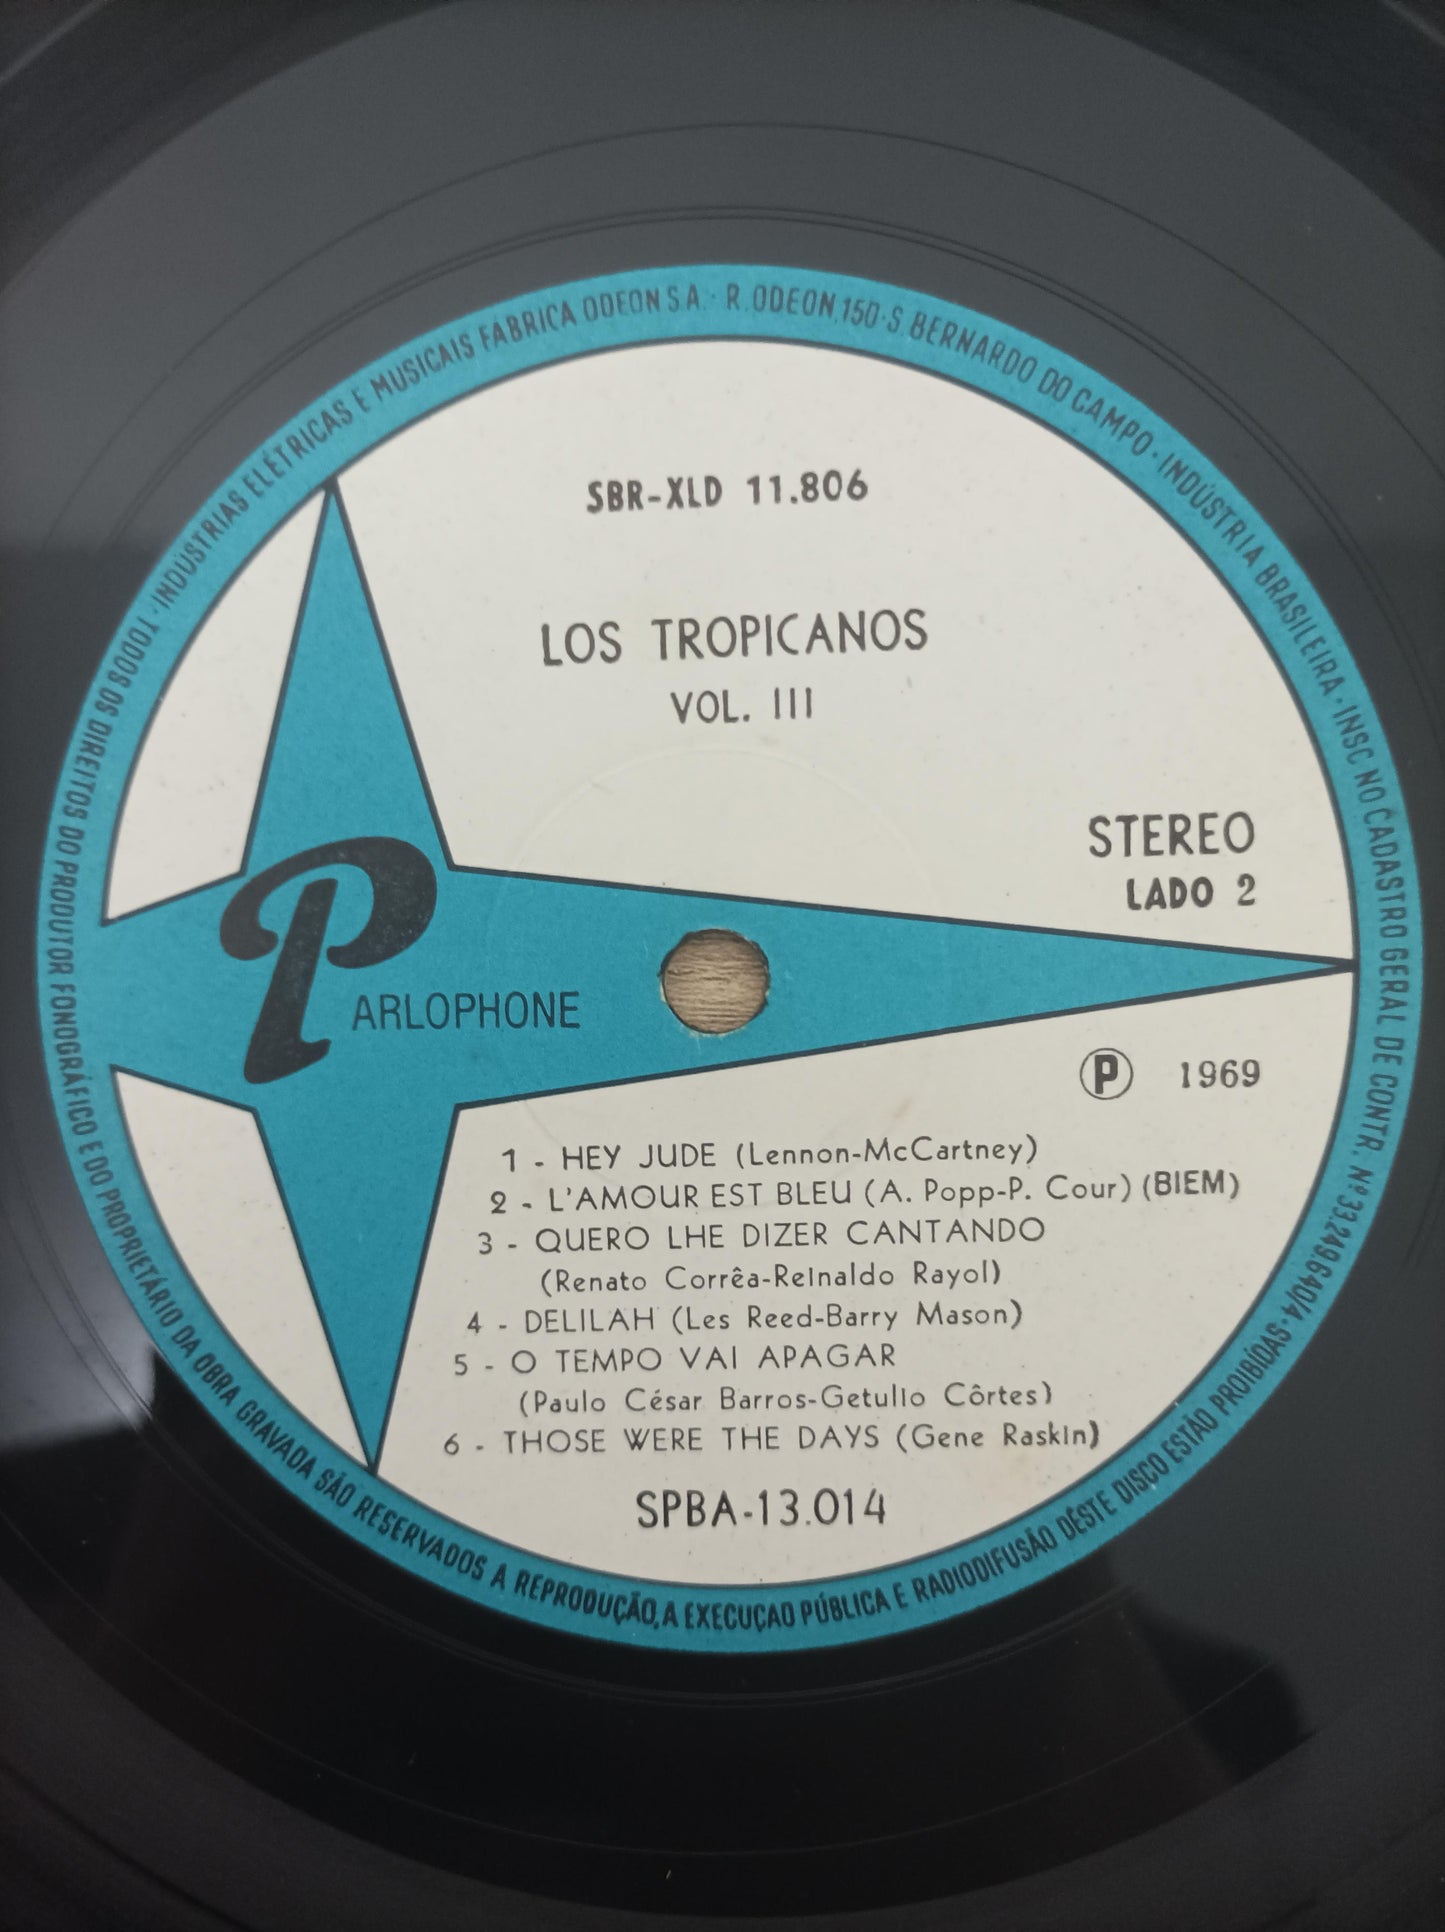 INDÚSTRIAS ELÉTRICAS E MUSICAIS FÁBRICA ODEON S.A. · R. ODEON, 150 · S. BERNARDO DO CAMPO · INDÚSTRIA BRASILEIRA · INSC NO CADASTRO GERAL DE CONTR. Nº 33.249.640/4 ·
SBR-XLD 11.806
LOS TROPICANOS
VOL. III
STEREO
LADO 2
PARLOPHONE
Ⓟ 1969
1 - HEY JUDE (Lennon-McCartney)
2 - L'AMOUR EST BLEU (A. Popp-P. Cour) (BIEM)
3 - QUERO LHE DIZER CANTANDO
(Renato Corrêa-Reinaldo Rayol)
4 - DELILAH (Les Reed-Barry Mason)
5 - O TEMPO VAI APAGAR
(Paulo César Barros-Getulio Côrtes)
6 - THOSE WERE THE DAYS (Gene Raskin)
SPBA-13.014
TODOS OS DIREITOS DO PRODUTOR FONOGRÁFICO E DO PROPRIETÁRIO DA OBRA GRAVADA SÃO RESERVADOS A REPRODUÇÃO, A EXECUÇAO PÚBLICA E RADIODIFUSÃO DÊSTE DISCO ESTÃO PROIBÍDAS ·